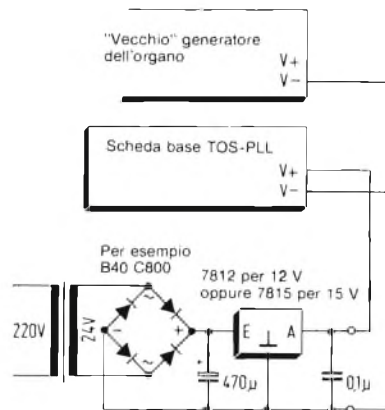 "Vecchio" generatore
dell'organo
V+
V-
Scheda base TOS-PLL
V+
V-
Per esempio
B40 C800
7812 per 12 V
oppure 7815 per 15 V
220V
24V
~
-
+
~
E
A
+
470µ
0,1µ